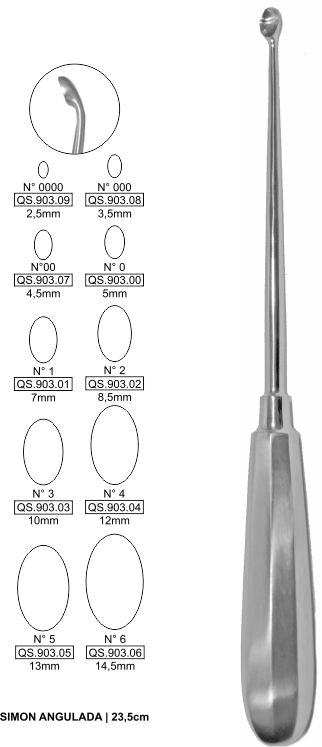 N° 0000 N° 000
QS.903.09 QS.903.08
2,5mm 3,5mm
N°00 N° 0
QS.903.07 QS.903.00
4,5mm 5mm
N° 1 N° 2
QS.903.01 QS.903.02
7mm 8,5mm
N° 3 N° 4
QS.903.03 QS.903.04
10mm 12mm
N° 5 N° 6
QS.903.05 QS.903.06
13mm 14,5mm
SIMON ANGULADA | 23,5cm